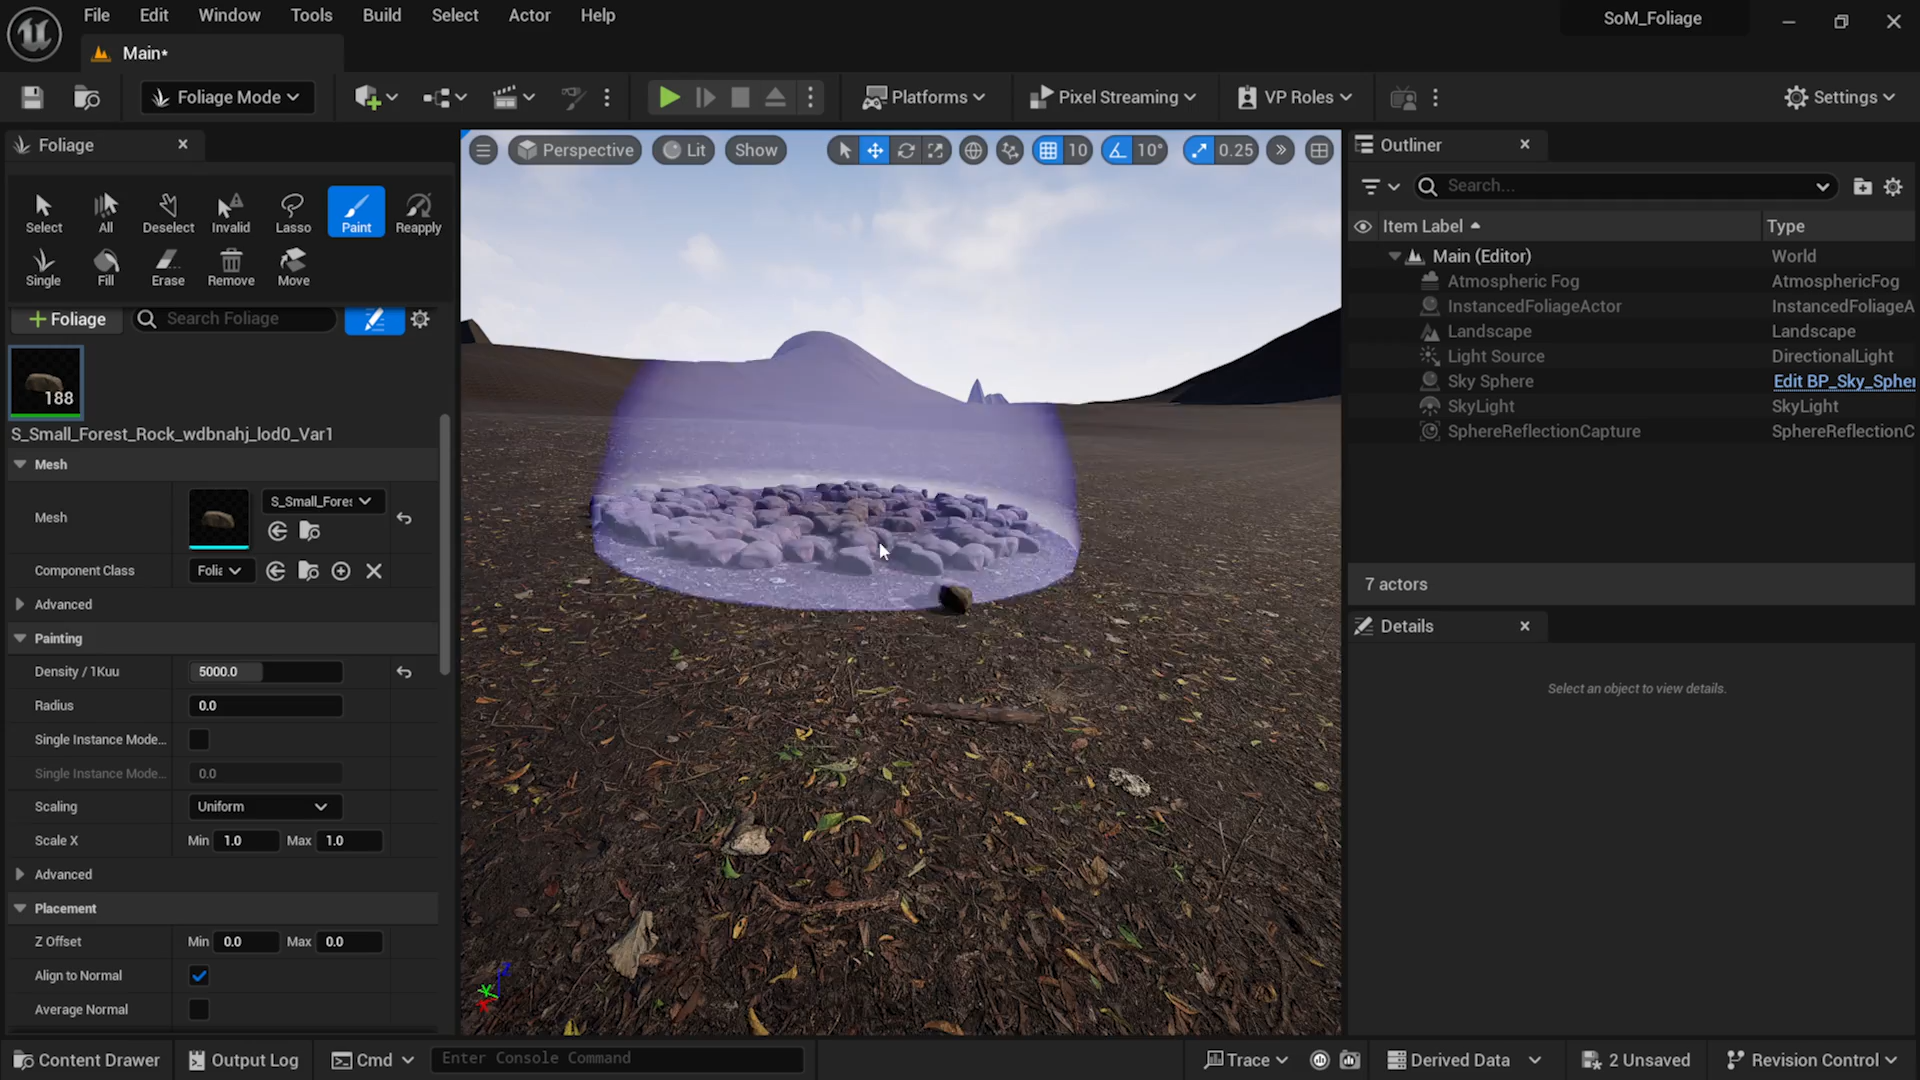 File Edit Window Tools Build Select Actor Help
SoM_Foliage
Main*
Foliage Mode
Platforms
Pixel Streaming
VP Roles
Settings
Foliage
Select All Deselect Invalid Lasso Paint Reapply
Single Fill Erase Remove Move
Foliage
Search Foliage
188
S_Small_Forest_Rock_wdbnahj_lod0_Var1
Mesh
Mesh
S_Small_Fores
Component Class
Folia
Advanced
Painting
Density / 1Kuu 5000.0
Radius 0.0
Single Instance Mode...
Single Instance Mode... 0.0
Scaling Uniform
Scale X Min 1.0 Max 1.0
Advanced
Placement
Z Offset Min 0.0 Max 0.0
Align to Normal
Average Normal
Perspective Lit Show 10 10° 0.25
Outliner
Search...
Item Label Type
Main (Editor) World
Atmospheric Fog AtmosphericFog
InstancedFoliageActor InstancedFoliageA
Landscape Landscape
Light Source DirectionalLight
Sky Sphere Edit BP_Sky_Spher
SkyLight SkyLight
SphereReflectionCapture SphereReflectionC
7 actors
Details
Select an object to view details.
Z
Y
X
Content Drawer Output Log Cmd Enter Console Command Trace Derived Data 2 Unsaved Revision Control